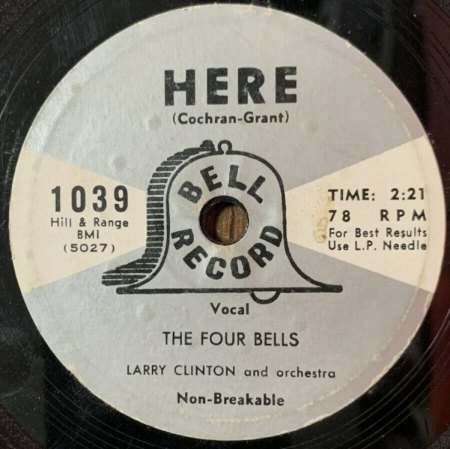 HERE
(Cochran-Grant)
BELL
RECORD
1039
Hill & Range
BMI
(5027)
TIME: 2:21
78 RPM
For Best Results
Use L.P. Needle
Vocal
THE FOUR BELLS
LARRY CLINTON and orchestra
Non-Breakable